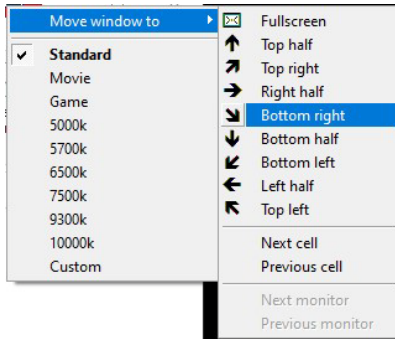 Move window to
Standard
Movie
Game
5000k
5700k
6500k
7500k
9300k
10000k
Custom
Fullscreen
Top half
Top right
Right half
Bottom right
Bottom half
Bottom left
Left half
Top left
Next cell
Previous cell
Next monitor
Previous monitor